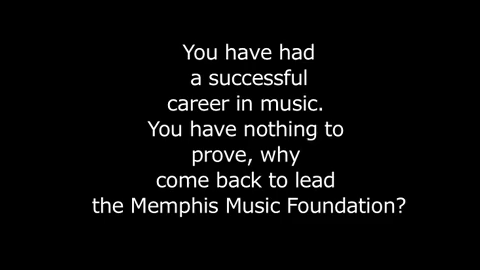 You have had
a successful
career in music.
You have nothing to
prove, why
come back to lead
the Memphis Music Foundation?